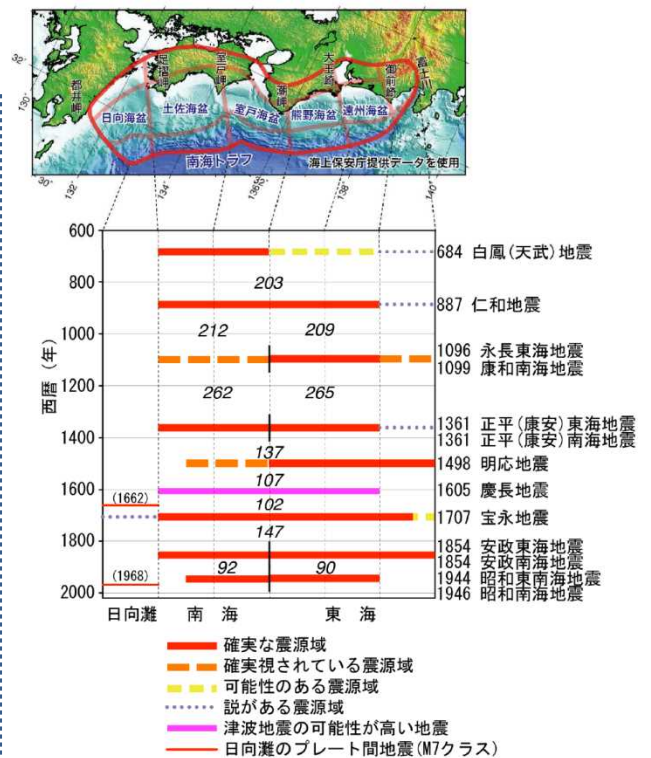 足摺岬
室戸岬
大王崎
御前崎
富士川
都井岬
潮岬
日向海盆
土佐海盆
室戸海盆
熊野海盆
遠州海盆
南海トラフ
海上保安庁提供データを使用
32°
130°
30°
132°
134°
136°
138°
140°
西暦（年）
600
800
1000
1200
1400
1600
1800
2000
203
212 209
262 265
137
107
102
147
92 90
(1662)
(1968)
684 白鳳(天武)地震
887 仁和地震
1096 永長東海地震
1099 康和南海地震
1361 正平(康安)東海地震
1361 正平(康安)南海地震
1498 明応地震
1605 慶長地震
1707 宝永地震
1854 安政東海地震
1854 安政南海地震
1944 昭和東南海地震
1946 昭和南海地震
日向灘 南 海 東 海
確実な震源域
確実視されている震源域
可能性のある震源域
説がある震源域
津波地震の可能性が高い地震
日向灘のプレート間地震(M7クラス)